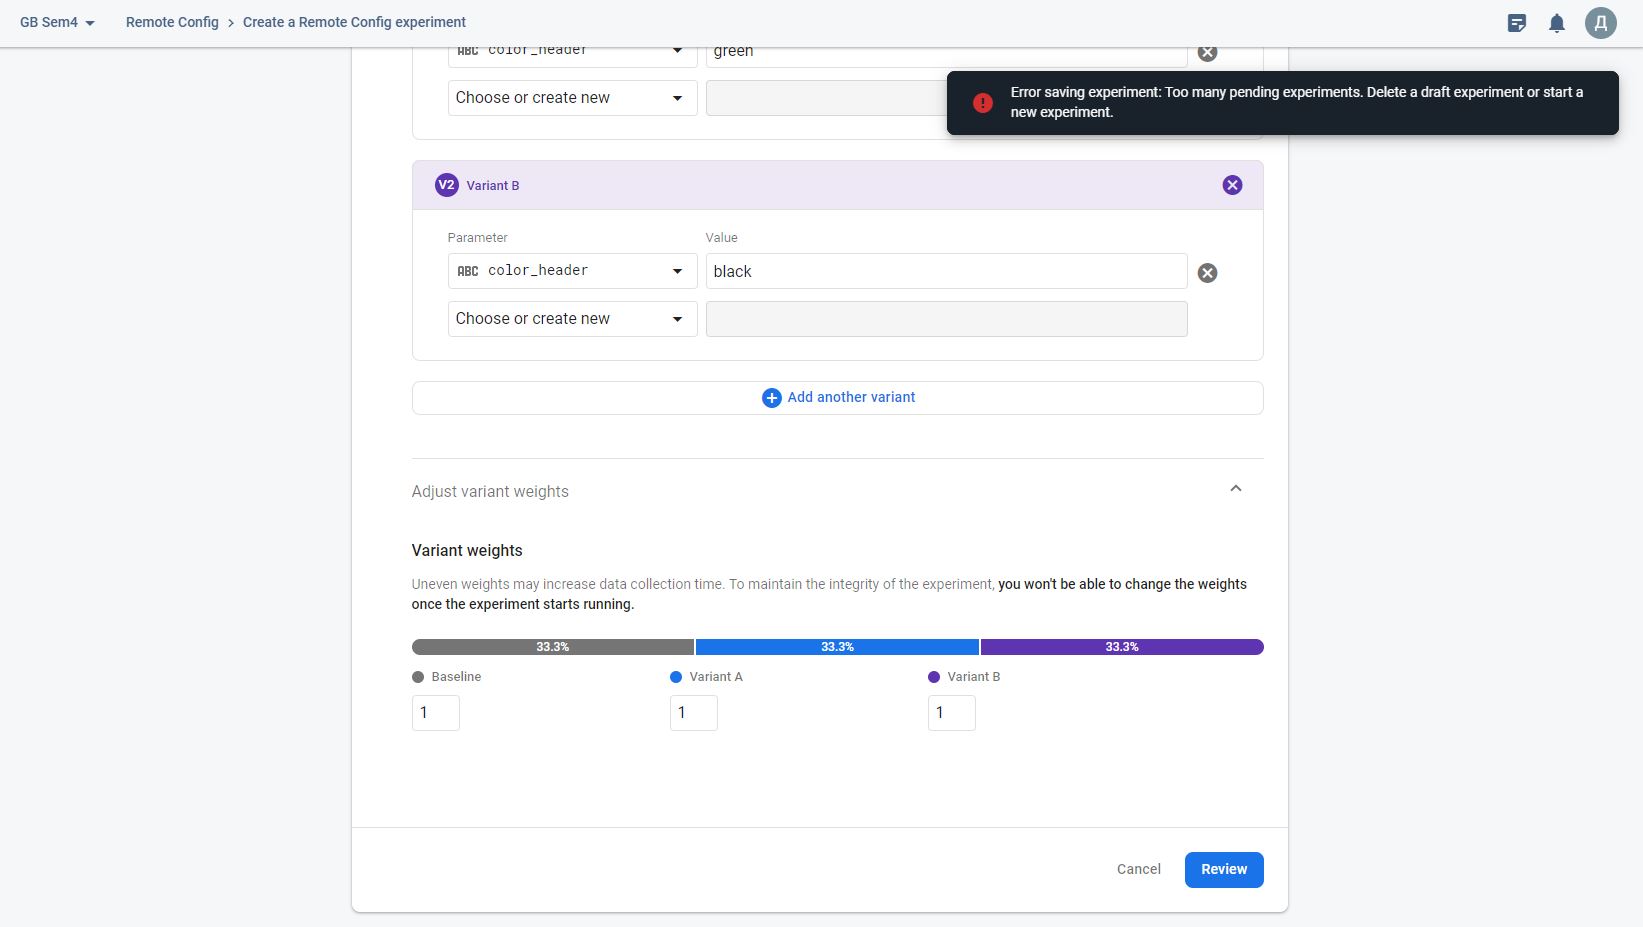 GB Sem4
Remote Config > Create a Remote Config experiment
Д
ABC color_header
green
Choose or create new
Error saving experiment: Too many pending experiments. Delete a draft experiment or start a
new experiment.
V2 Variant B
Parameter
Value
ABC color_header
black
Choose or create new
Add another variant
Adjust variant weights
Variant weights
Uneven weights may increase data collection time. To maintain the integrity of the experiment, you won't be able to change the weights
once the experiment starts running.
33.3%
33.3%
33.3%
Baseline
Variant A
Variant B
1
1
1
Cancel
Review